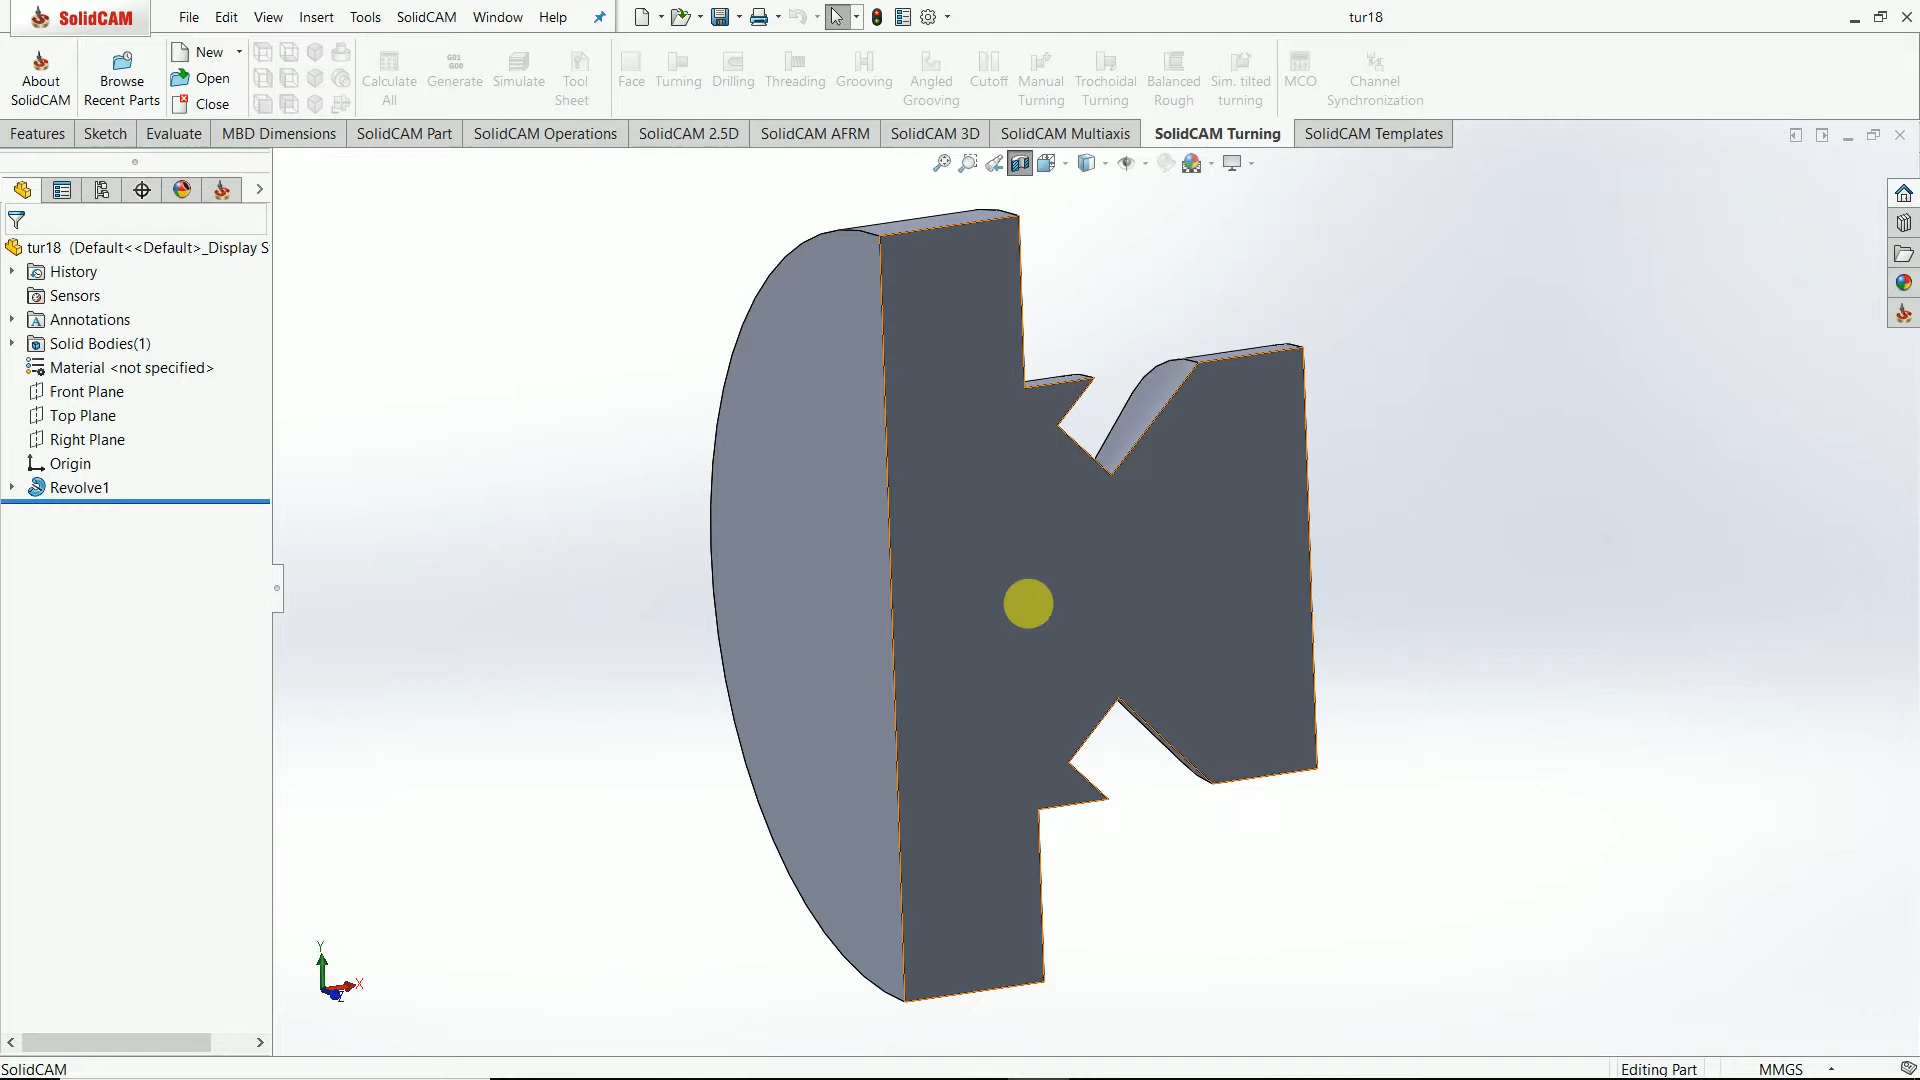 SolidCAM
File Edit View Insert Tools SolidCAM Window Help
tur18
About SolidCAM
Browse Recent Parts
New
Open
Close
Calculate All
G01 G00
Generate
Simulate
Tool Sheet
Face
Turning
Drilling
Threading
Grooving
Angled Grooving
Cutoff
Manual Turning
Trochoidal Turning
Balanced Rough
Sim. tilted turning
MCO
Channel Synchronization
Features Sketch Evaluate MBD Dimensions SolidCAM Part SolidCAM Operations SolidCAM 2.5D SolidCAM AFRM SolidCAM 3D SolidCAM Multiaxis SolidCAM Turning SolidCAM Templates
tur18 (Default<<Default>_Display S
History
Sensors
Annotations
Solid Bodies(1)
Material <not specified>
Front Plane
Top Plane
Right Plane
Origin
Revolve1
Y
X
Z
SolidCAM
Editing Part
MMGS